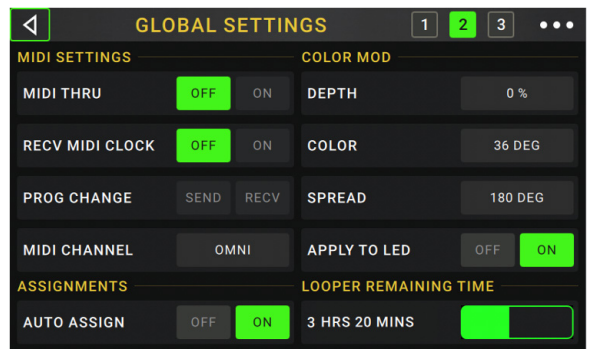 GLOBAL SETTINGS 1 2 3
MIDI SETTINGS
MIDI THRU OFF ON
RECV MIDI CLOCK OFF ON
PROG CHANGE SEND RECV
MIDI CHANNEL OMNI
ASSIGNMENTS
AUTO ASSIGN OFF ON
COLOR MOD
DEPTH 0 %
COLOR 36 DEG
SPREAD 180 DEG
APPLY TO LED OFF ON
LOOPER REMAINING TIME
3 HRS 20 MINS